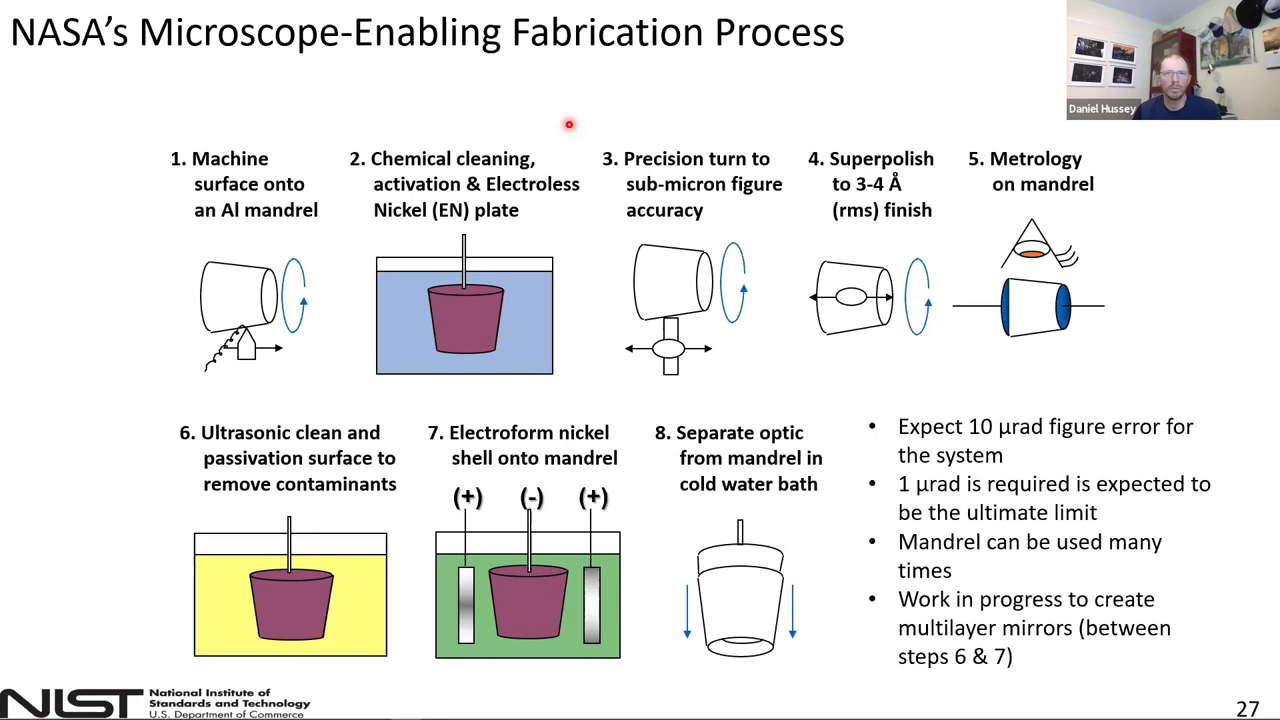 NASA's Microscope-Enabling Fabrication Process
Daniel Hussey
1. Machine
surface onto
an Al mandrel
2. Chemical cleaning,
activation & Electroless
Nickel (EN) plate
3. Precision turn to
sub-micron figure
accuracy
4. Superpolish
to 3-4 Å
(rms) finish
5. Metrology
on mandrel
6. Ultrasonic clean and
passivation surface to
remove contaminants
7. Electroform nickel
shell onto mandrel
(+) (-) (+)
8. Separate optic
from mandrel in
cold water bath
• Expect 10 µrad figure error for
the system
• 1 µrad is required is expected to
be the ultimate limit
• Mandrel can be used many
times
• Work in progress to create
multilayer mirrors (between
steps 6 & 7)
NIST
National Institute of
Standards and Technology
U.S. Department of Commerce
27